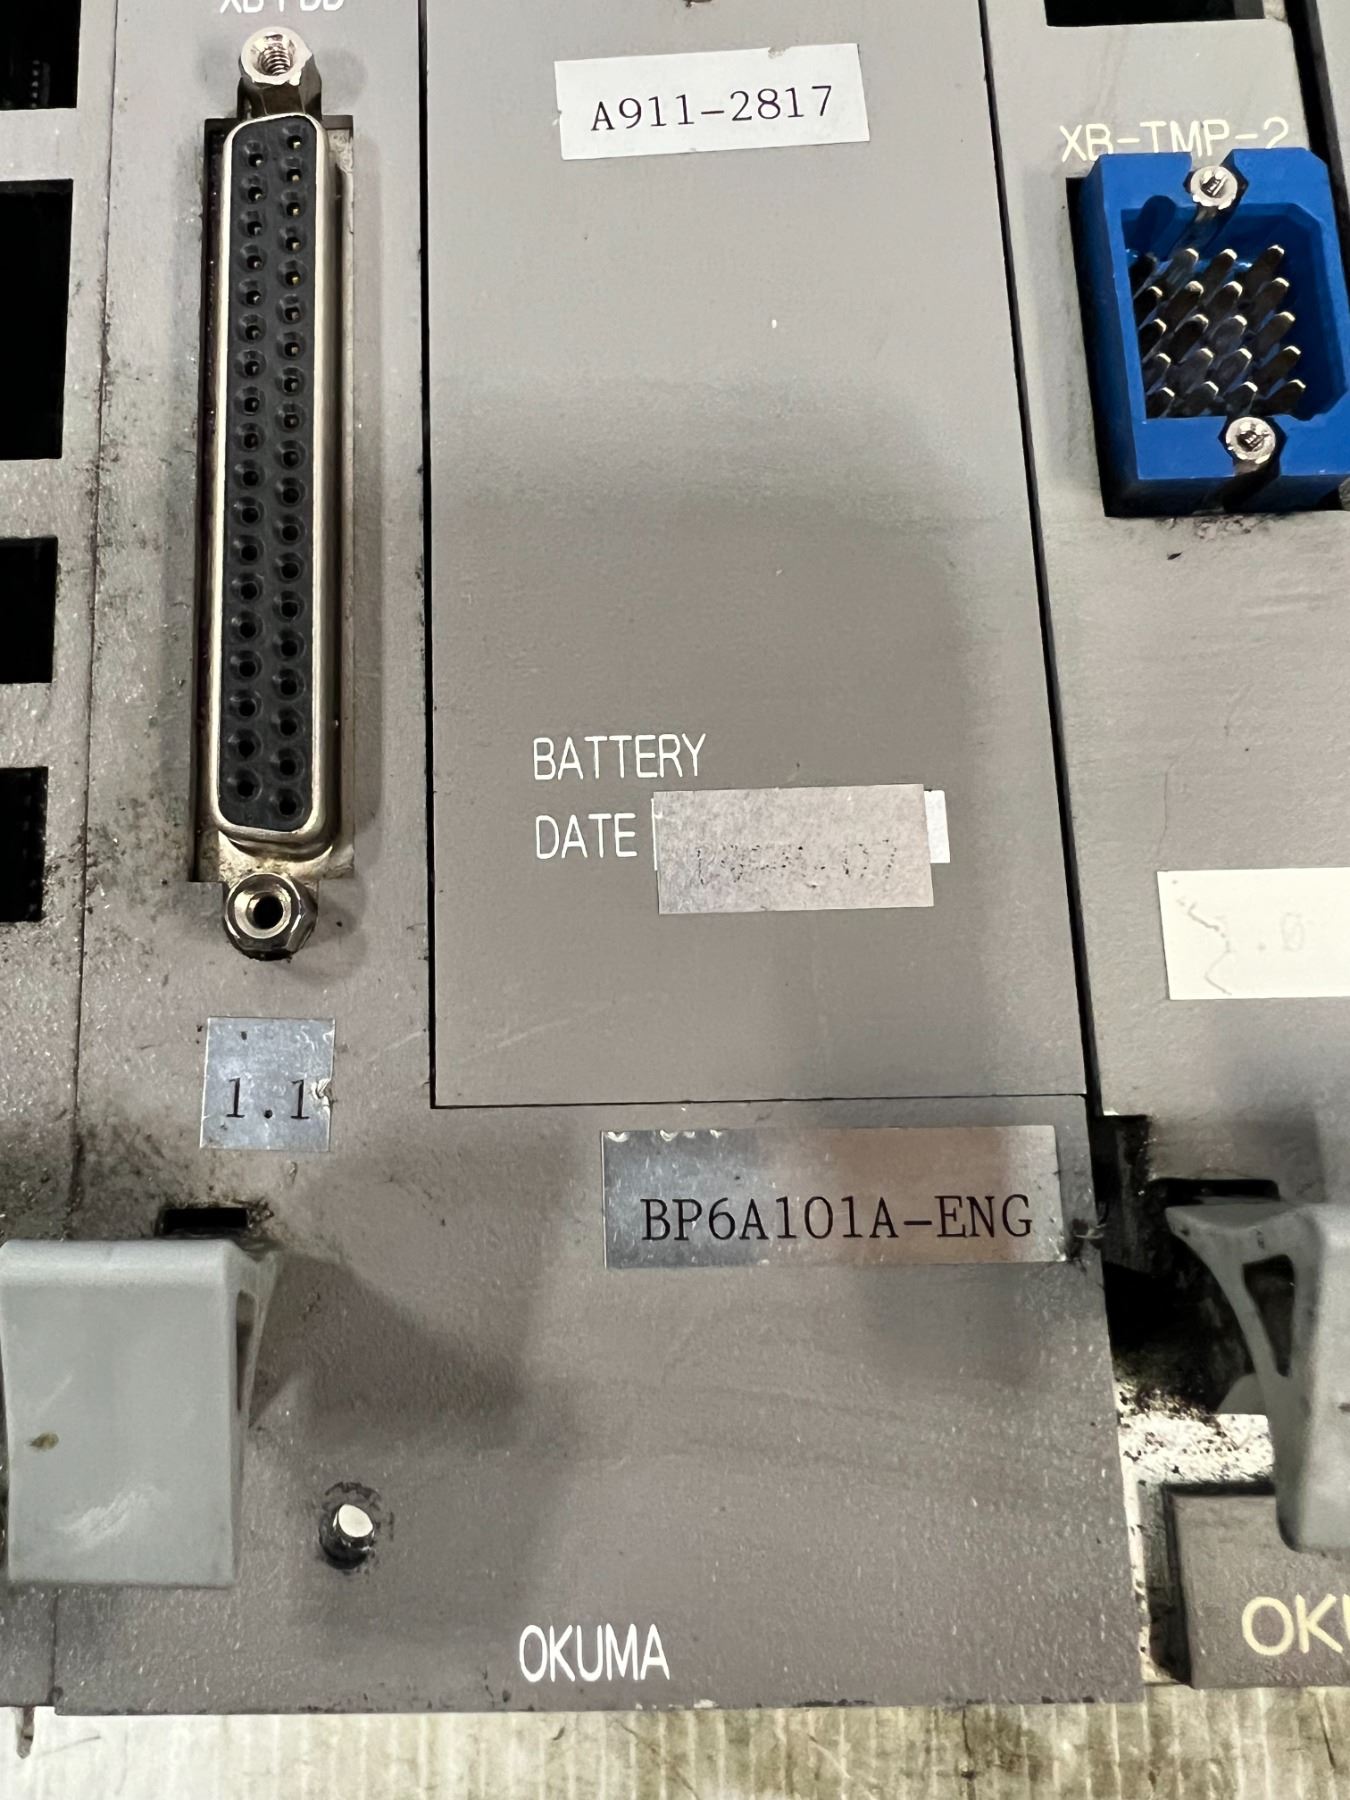 A911-2817
XB-TMP-2
BATTERY
DATE
1.1
BP6A101A-ENG
OKUMA